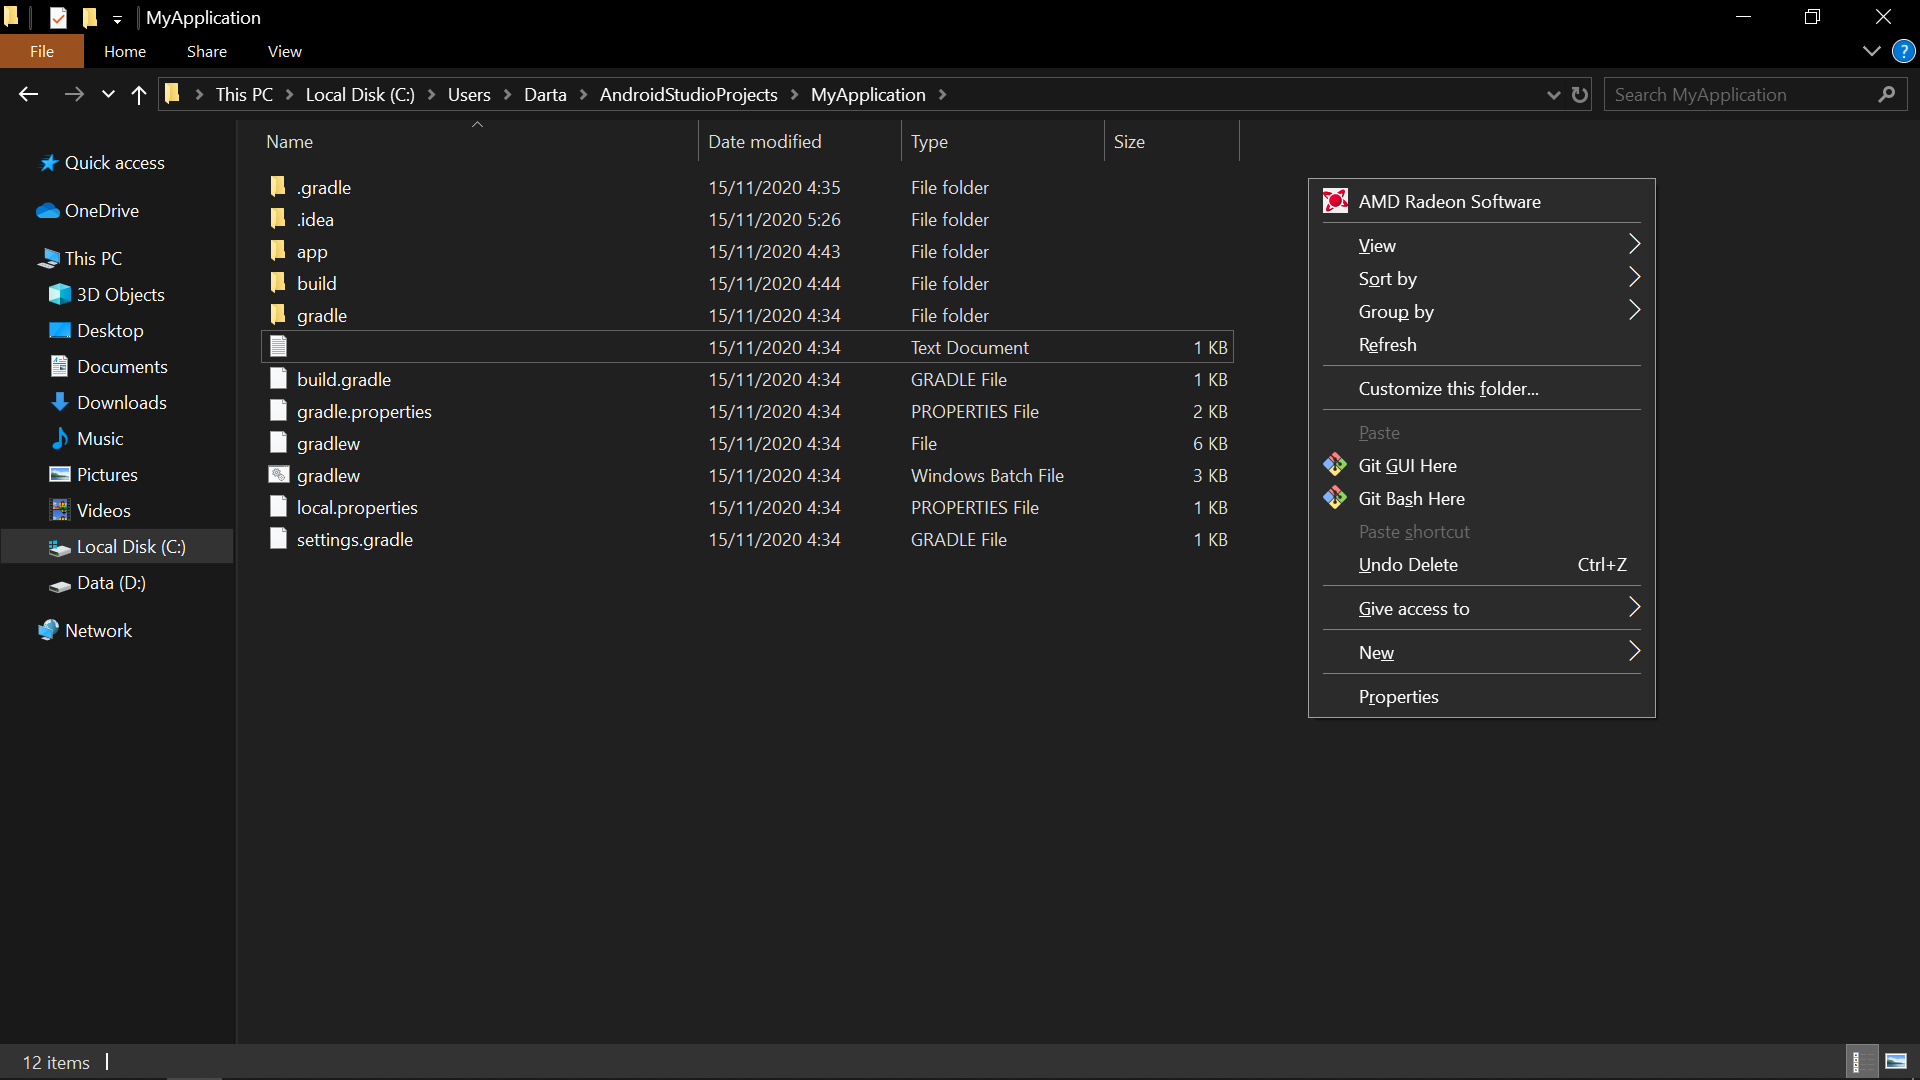 MyApplication
File Home Share View
This PC Local Disk (C:) Users Darta AndroidStudioProjects MyApplication
Search MyApplication
Name Date modified Type Size
Quick access
OneDrive
This PC
3D Objects
Desktop
Documents
Downloads
Music
Pictures
Videos
Local Disk (C:)
Data (D:)
Network
.gradle 15/11/2020 4:35 File folder
.idea 15/11/2020 5:26 File folder
app 15/11/2020 4:43 File folder
build 15/11/2020 4:44 File folder
gradle 15/11/2020 4:34 File folder
15/11/2020 4:34 Text Document 1 KB
build.gradle 15/11/2020 4:34 GRADLE File 1 KB
gradle.properties 15/11/2020 4:34 PROPERTIES File 2 KB
gradlew 15/11/2020 4:34 File 6 KB
gradlew 15/11/2020 4:34 Windows Batch File 3 KB
local.properties 15/11/2020 4:34 PROPERTIES File 1 KB
settings.gradle 15/11/2020 4:34 GRADLE File 1 KB
AMD Radeon Software
View
Sort by
Group by
Refresh
Customize this folder...
Paste
Git GUI Here
Git Bash Here
Paste shortcut
Undo Delete Ctrl+Z
Give access to
New
Properties
12 items